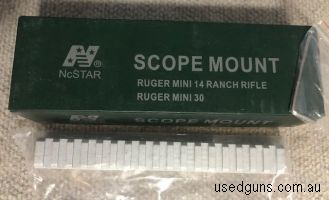 NcSTAR®
SCOPE MOUNT
RUGER MINI 14 RANCH RIFLE
RUGER MINI 30
usedguns.com.au